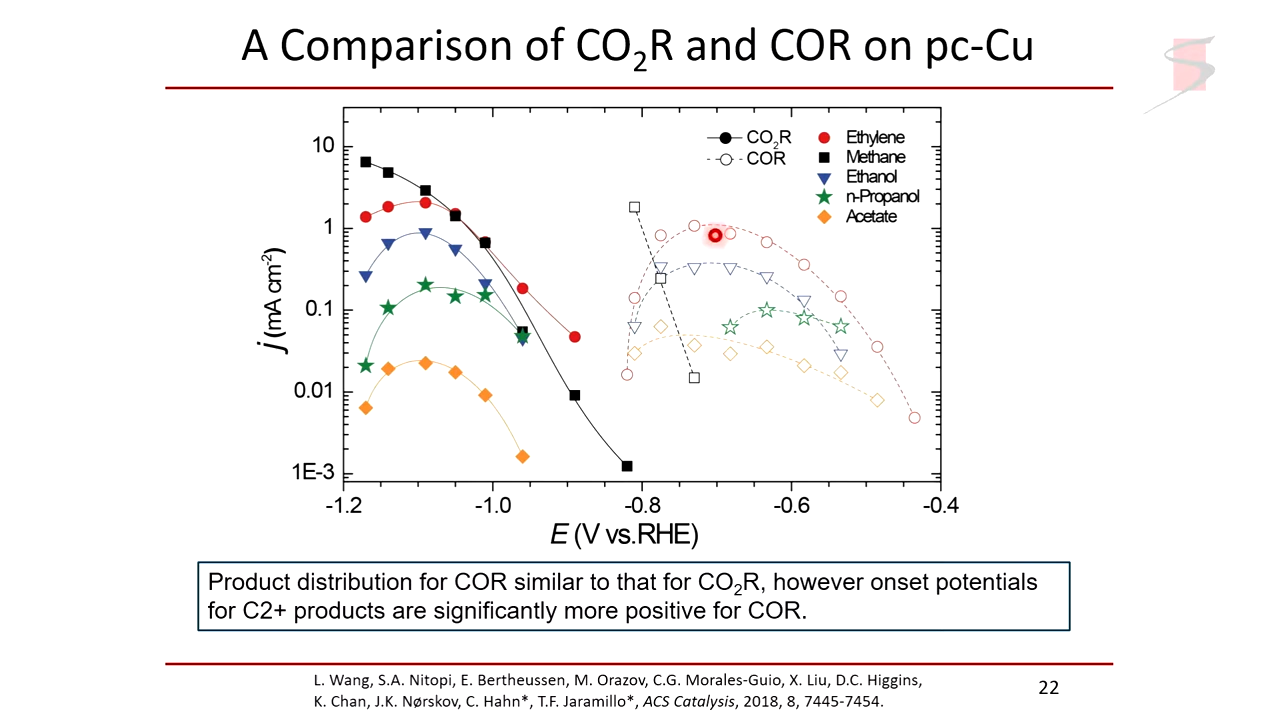 A Comparison of CO₂R and COR on pc-Cu
CO₂R
COR
Ethylene
Methane
Ethanol
n-Propanol
Acetate
10
1
0.1
0.01
1E-3
j (mA cm⁻²)
-1.2
-1.0
-0.8
-0.6
-0.4
E (V vs.RHE)
Product distribution for COR similar to that for CO₂R, however onset potentials
for C2+ products are significantly more positive for COR.
L. Wang, S.A. Nitopi, E. Bertheussen, M. Orazov, C.G. Morales-Guio, X. Liu, D.C. Higgins,
K. Chan, J.K. Nørskov, C. Hahn*, T.F. Jaramillo*, ACS Catalysis, 2018, 8, 7445-7454.
22